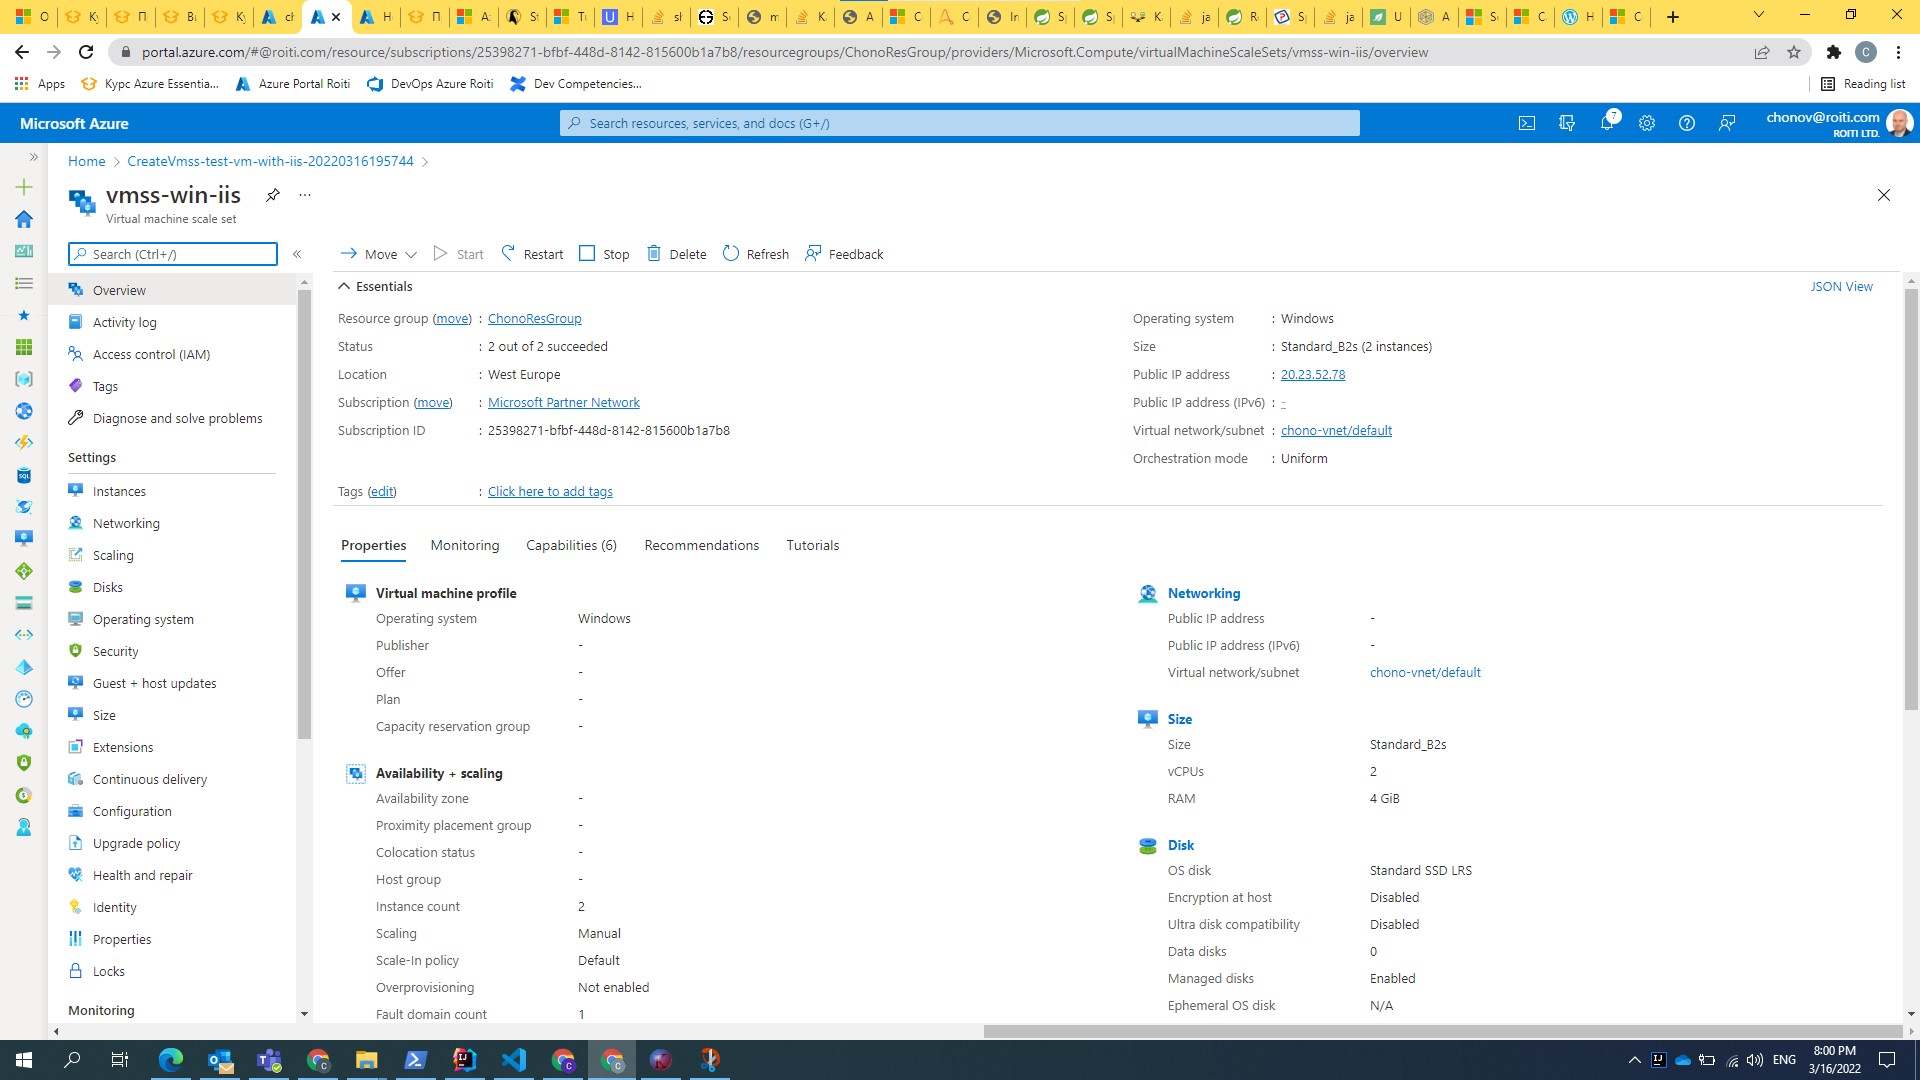 portal.azure.com/#@roiti.com/resource/subscriptions/25398271-bfbf-448d-8142-815600b1a7b8/resourcegroups/ChonoResGroup/providers/Microsoft.Compute/virtualMachineScaleSets/vmss-win-iis/overview
Apps Курс Azure Essentia... Azure Portal Roiti DevOps Azure Roiti Dev Competencies... Reading list
Microsoft Azure Search resources, services, and docs (G+/) 7 chonov@roiti.com
ROITI LTD.
Home > CreateVmss-test-vm-with-iis-20220316195744 >
vmss-win-iis
Virtual machine scale set
Search (Ctrl+/)
Move Start Restart Stop Delete Refresh Feedback
Overview
Activity log
Access control (IAM)
Tags
Diagnose and solve problems
Settings
Instances
Networking
Scaling
Disks
Operating system
Security
Guest + host updates
Size
Extensions
Continuous delivery
Configuration
Upgrade policy
Health and repair
Identity
Properties
Locks
Monitoring
Essentials
JSON View
Resource group (move) : ChonoResGroup
Status : 2 out of 2 succeeded
Location : West Europe
Subscription (move) : Microsoft Partner Network
Subscription ID : 25398271-bfbf-448d-8142-815600b1a7b8
Operating system : Windows
Size : Standard_B2s (2 instances)
Public IP address : 20.23.52.78
Public IP address (IPv6) : -
Virtual network/subnet : chono-vnet/default
Orchestration mode : Uniform
Tags (edit) : Click here to add tags
Properties Monitoring Capabilities (6) Recommendations Tutorials
Virtual machine profile
Operating system Windows
Publisher -
Offer -
Plan -
Capacity reservation group -
Availability + scaling
Availability zone -
Proximity placement group -
Colocation status -
Host group -
Instance count 2
Scaling Manual
Scale-In policy Default
Overprovisioning Not enabled
Fault domain count 1
Networking
Public IP address -
Public IP address (IPv6) -
Virtual network/subnet chono-vnet/default
Size
Size Standard_B2s
vCPUs 2
RAM 4 GiB
Disk
OS disk Standard SSD LRS
Encryption at host Disabled
Ultra disk compatibility Disabled
Data disks 0
Managed disks Enabled
Ephemeral OS disk N/A
ENG
8:00 PM
3/16/2022